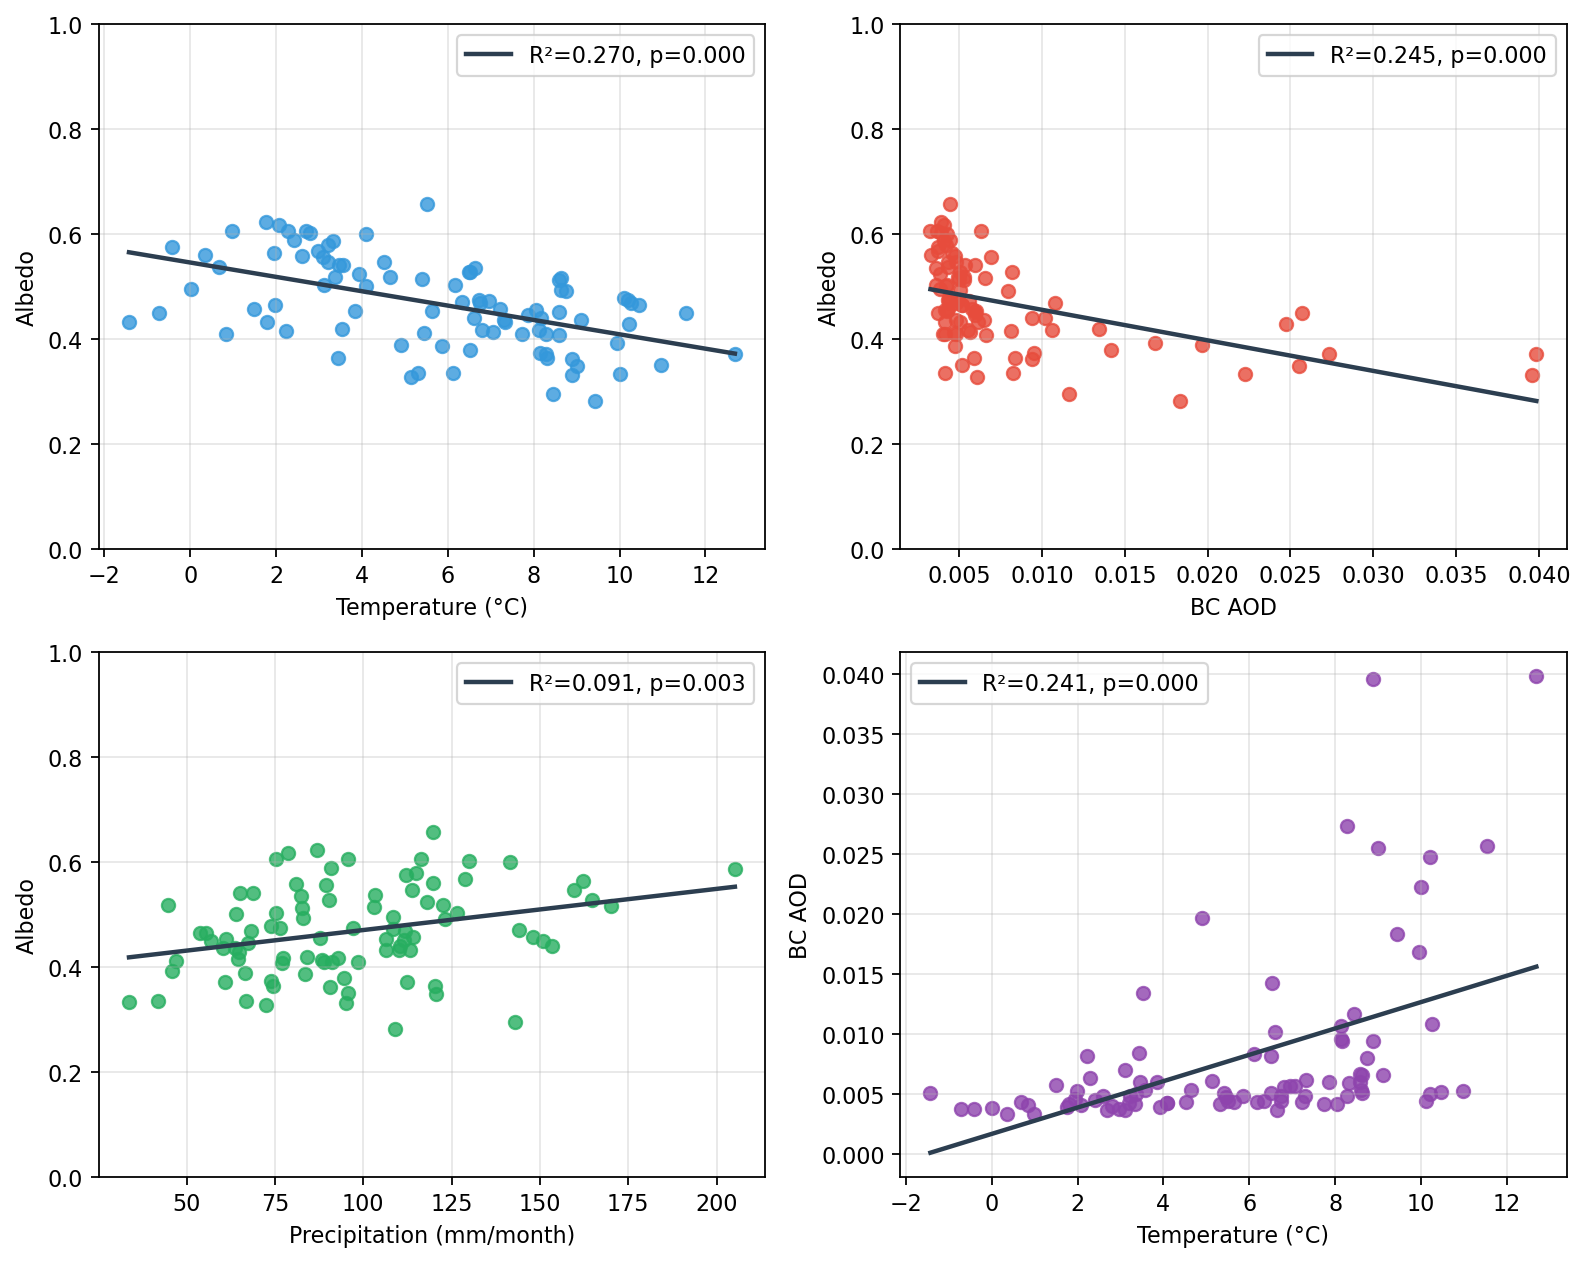 1.0
0.8
0.6
0.4
0.2
0.0
Albedo
R²=0.270, p=0.000
−2 0 2 4 6 8 10 12
Temperature (°C)
1.0
0.8
0.6
0.4
0.2
0.0
Albedo
R²=0.245, p=0.000
0.005 0.010 0.015 0.020 0.025 0.030 0.035 0.040
BC AOD
1.0
0.8
0.6
0.4
0.2
0.0
Albedo
R²=0.091, p=0.003
50 75 100 125 150 175 200
Precipitation (mm/month)
0.040
0.035
0.030
0.025
0.020
0.015
0.010
0.005
0.000
BC AOD
R²=0.241, p=0.000
−2 0 2 4 6 8 10 12
Temperature (°C)